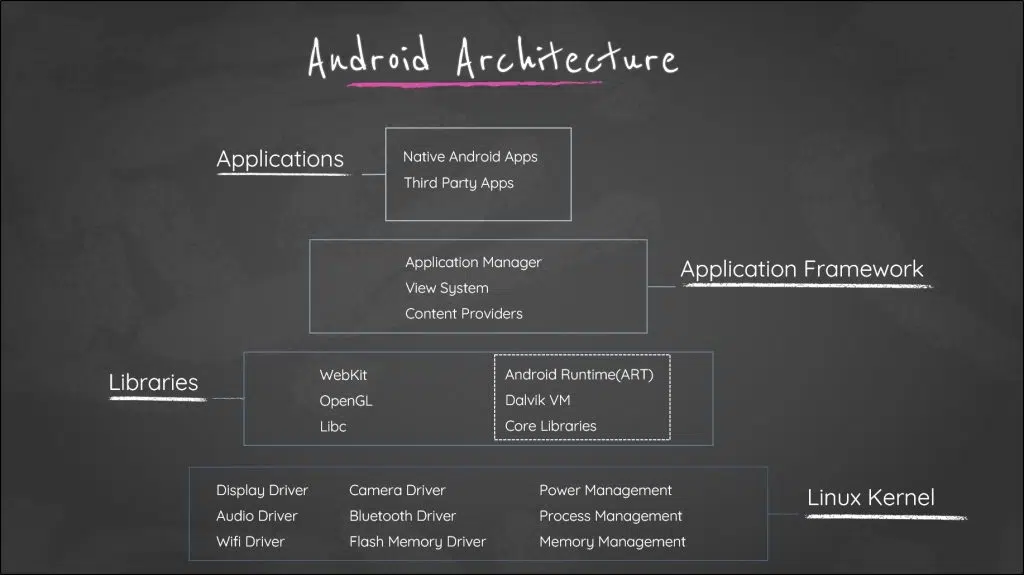 Android Architecture
Applications
Native Android Apps
Third Party Apps
Application Manager
View System
Content Providers
Application Framework
Libraries
WebKit
OpenGL
Libc
Android Runtime(ART)
Dalvik VM
Core Libraries
Display Driver
Audio Driver
Wifi Driver
Camera Driver
Bluetooth Driver
Flash Memory Driver
Power Management
Process Management
Memory Management
Linux Kernel